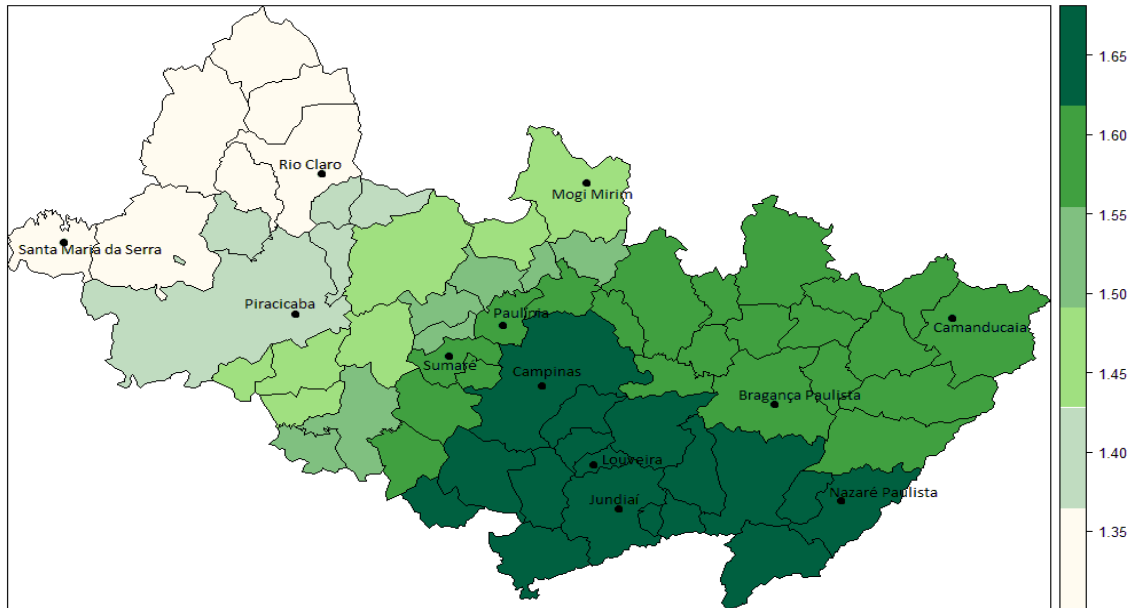 1.65
1.60
Rio Claro
Mogi Mirim
1.55
Santa Maria da Serra
1.50
Piracicaba
Paulínia
Camanducaia
Sumaré
Campinas
1.45
Bragança Paulista
1.40
Louveira
Jundiaí
Nazaré Paulista
1.35